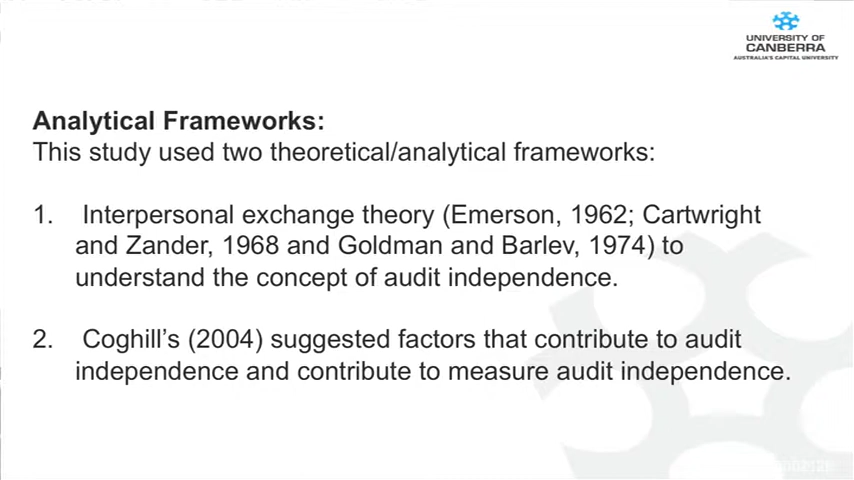 UNIVERSITY OF
CANBERRA
AUSTRALIA'S CAPITAL UNIVERSITY
Analytical Frameworks:
This study used two theoretical/analytical frameworks:
1. Interpersonal exchange theory (Emerson, 1962; Cartwright
and Zander, 1968 and Goldman and Barlev, 1974) to
understand the concept of audit independence.
2. Coghill's (2004) suggested factors that contribute to audit
independence and contribute to measure audit independence.